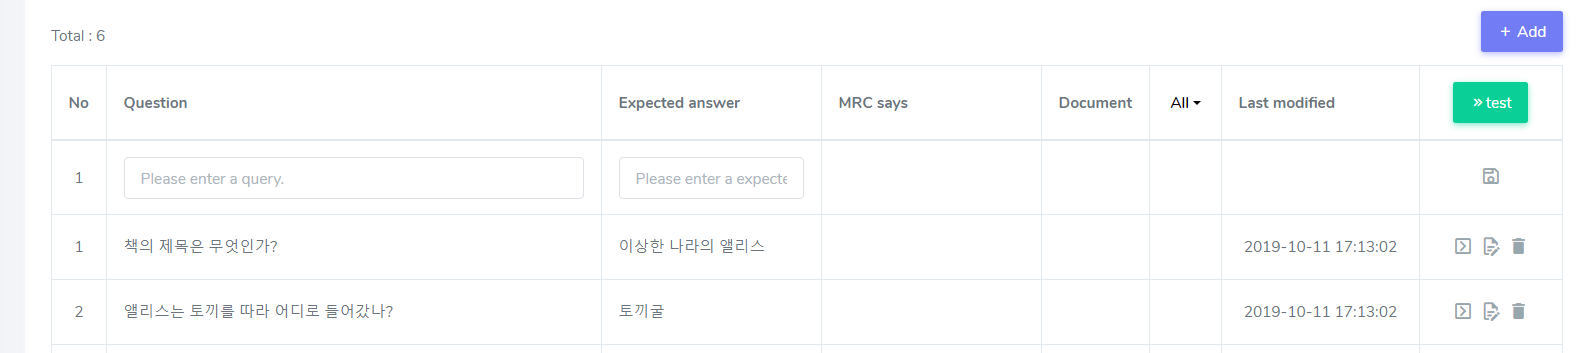 Total : 6
+ Add
No Question Expected answer MRC says Document All Last modified » test
1 Please enter a query. Please enter a expecte
1 책의 제목은 무엇인가? 이상한 나라의 앨리스 2019-10-11 17:13:02
2 앨리스는 토끼를 따라 어디로 들어갔나? 토끼굴 2019-10-11 17:13:02